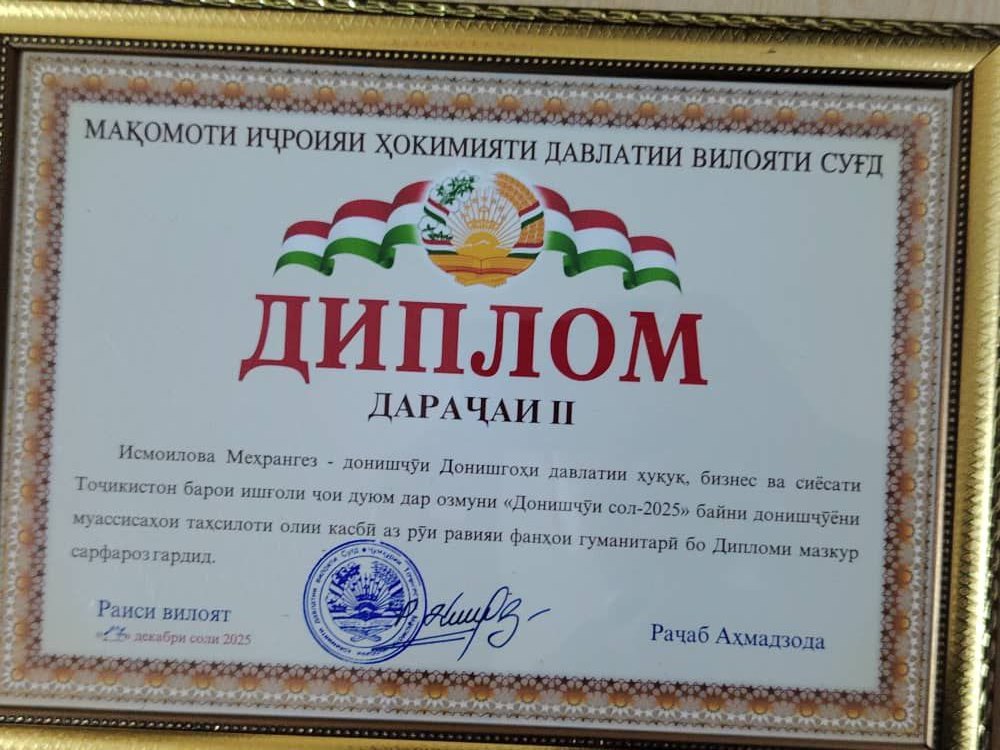 МАҚОМОТИ ИҶРОИЯИ ҲОКИМИЯТИ ДАВЛАТИИ ВИЛОЯТИ СУҒД
ДИПЛОМ
ДАРАҶАИ II
Исмоилова Меҳрангез - донишҷӯи Донишгоҳи давлатии ҳуқуқ, бизнес ва сиёсати
Тоҷикистон барои ишғоли ҷои дуюм дар озмуни «Донишҷӯи сол-2025» байни донишҷӯёни
муассисаҳои таҳсилоти олии касбӣ аз рӯи равияи фанҳои гуманитарӣ бо Дипломи мазкур
сарфароз гардид.
Раиси вилоят
декабри соли 2025
Раҷаб Аҳмадзода